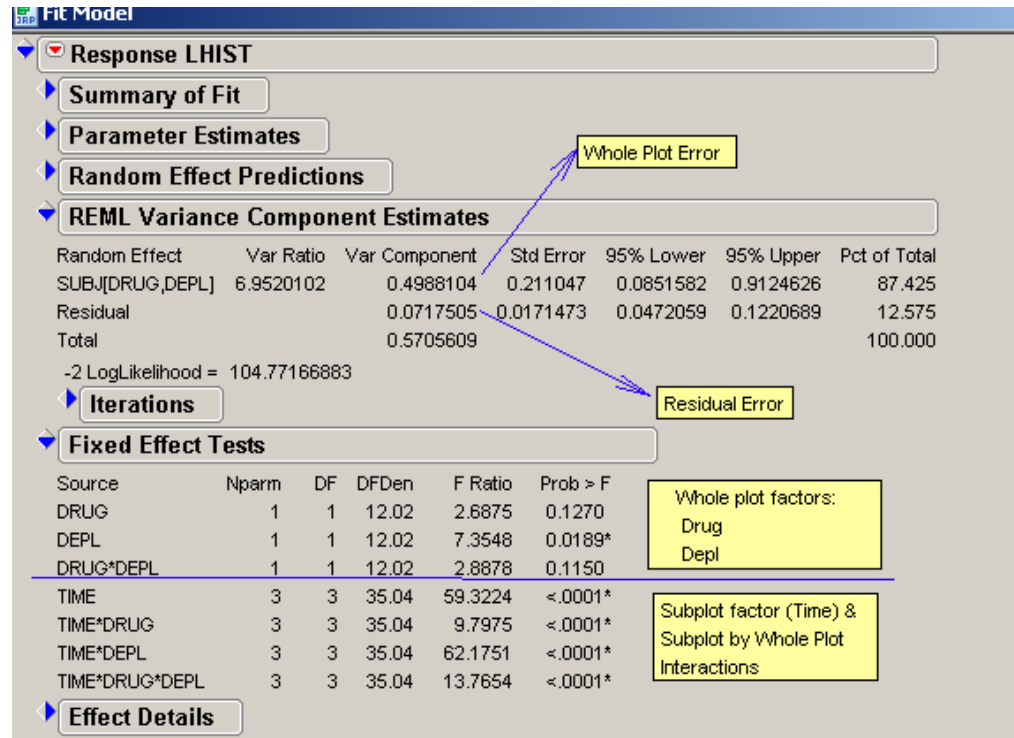 JRP Fit Model
Response LHIST
Summary of Fit
Parameter Estimates
Whole Plot Error
Random Effect Predictions
REML Variance Component Estimates
Random Effect Var Ratio Var Component Std Error 95% Lower 95% Upper Pct of Total
SUBJ[DRUG,DEPL] 6.9520102 0.4988104 0.211047 0.0851582 0.9124626 87.425
Residual 0.0717505 0.0171473 0.0472059 0.1220689 12.575
Total 0.5705609 100.000
-2 LogLikelihood = 104.77166883
Iterations
Residual Error
Fixed Effect Tests
Source Nparm DF DFDen F Ratio Prob > F
DRUG 1 1 12.02 2.6875 0.1270
DEPL 1 1 12.02 7.3548 0.0189*
DRUG*DEPL 1 1 12.02 2.8878 0.1150
Whole plot factors:
Drug
Depl
TIME 3 3 35.04 59.3224 <.0001*
TIME*DRUG 3 3 35.04 9.7975 <.0001*
TIME*DEPL 3 3 35.04 62.1751 <.0001*
TIME*DRUG*DEPL 3 3 35.04 13.7654 <.0001*
Subplot factor (Time) &
Subplot by Whole Plot
Interactions
Effect Details